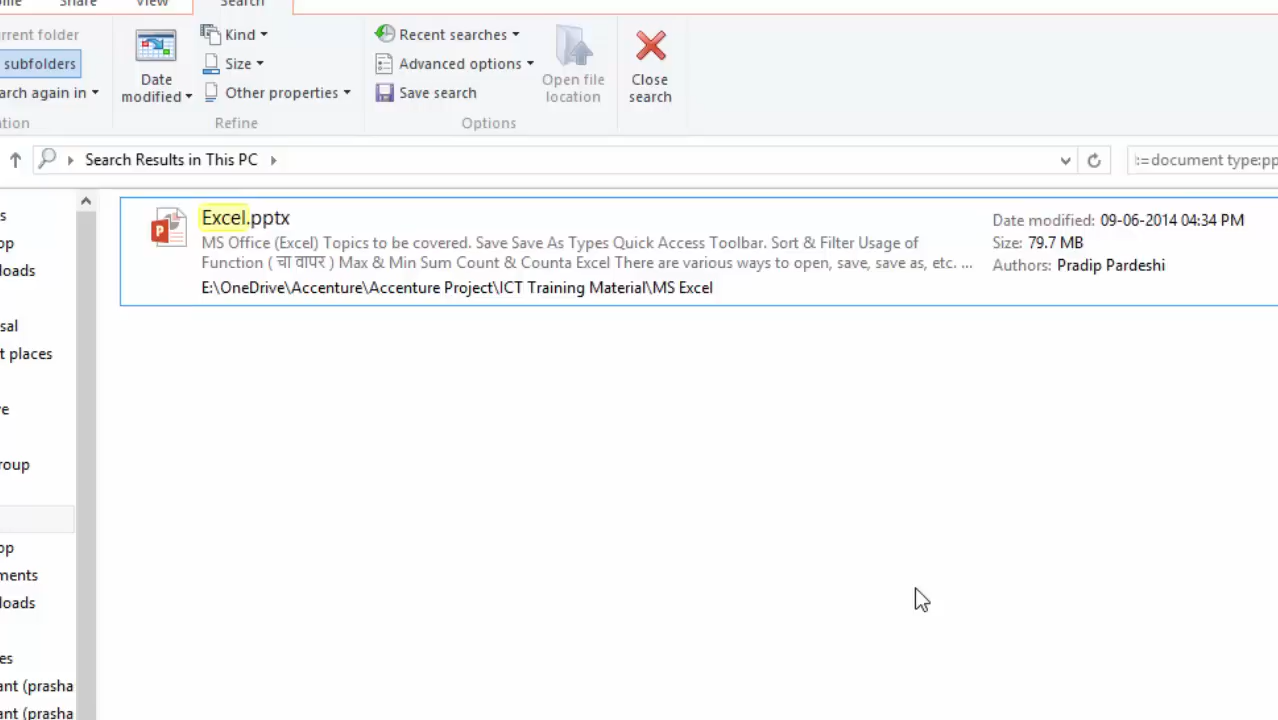 Share
View
Search
rrent folder
subfolders
arch again in
Date
modified
Kind
Size
Other properties
Refine
Recent searches
Advanced options
Save search
Options
Open file
location
Close
search
Search Results in This PC
:=document type:pp
Excel.pptx
MS Office (Excel) Topics to be covered. Save Save As Types Quick Access Toolbar. Sort & Filter Usage of
Function ( चा वापर ) Max & Min Sum Count & Counta Excel There are various ways to open, save, save as, etc. ...
E:\OneDrive\Accenture\Accenture Project\ICT Training Material\MS Excel
Date modified: 09-06-2014 04:34 PM
Size: 79.7 MB
Authors: Pradip Pardeshi
s
op
loads
sal
t places
e
roup
op
ments
loads
es
ant (prasha
ant (prasha